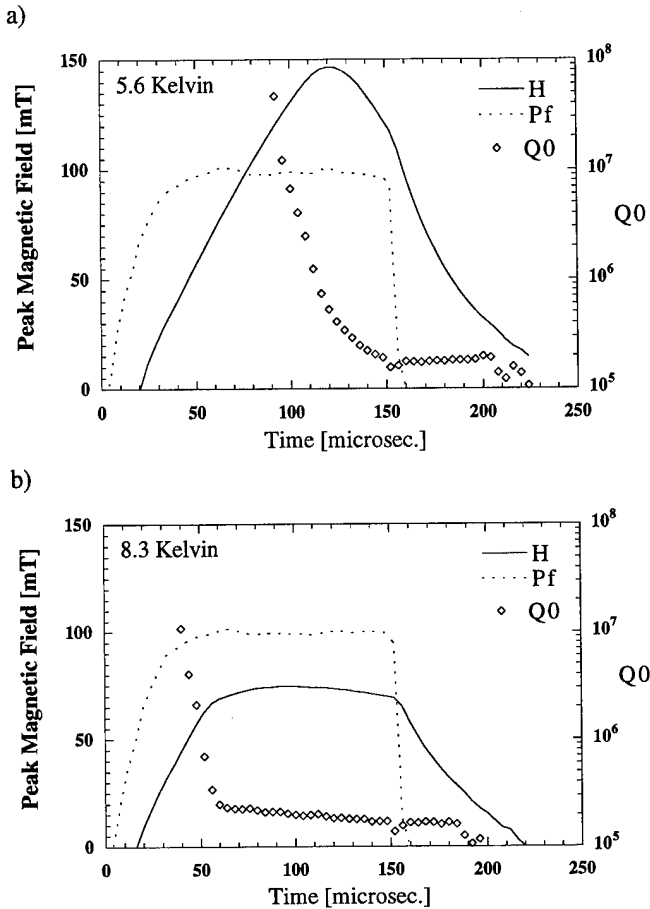 a)
5.6 Kelvin
H
Pf
Q0
Peak Magnetic Field [mT]
150
100
50
0
10^8
10^7
10^6
10^5
Q0
0 50 100 150 200 250
Time [microsec.]
b)
8.3 Kelvin
H
Pf
Q0
Peak Magnetic Field [mT]
150
100
50
0
10^8
10^7
10^6
10^5
Q0
0 50 100 150 200 250
Time [microsec.]